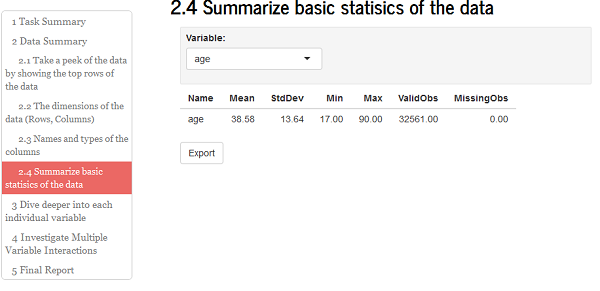 1 Task Summary
2 Data Summary
2.1 Take a peek of the data
by showing the top rows of
the data
2.2 The dimensions of the
data (Rows, Columns)
2.3 Names and types of the
columns
2.4 Summarize basic
statisics of the data
3 Dive deeper into each
individual variable
4 Investigate Multiple
Variable Interactions
5 Final Report
2.4 Summarize basic statisics of the data
Variable:
age
Name Mean StdDev Min Max ValidObs MissingObs
age 38.58 13.64 17.00 90.00 32561.00 0.00
Export